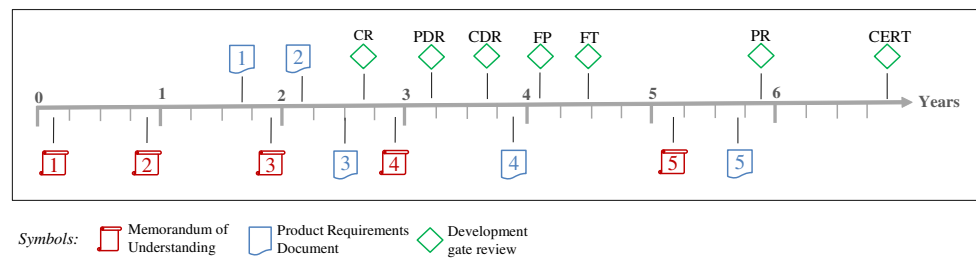 CR PDR CDR FP FT PR CERT
1 2
0 1 2 3 4 5 6 Years
1 2 3 3 4 4 5 5
Symbols: Memorandum of Understanding
Product Requirements Document
Development gate review